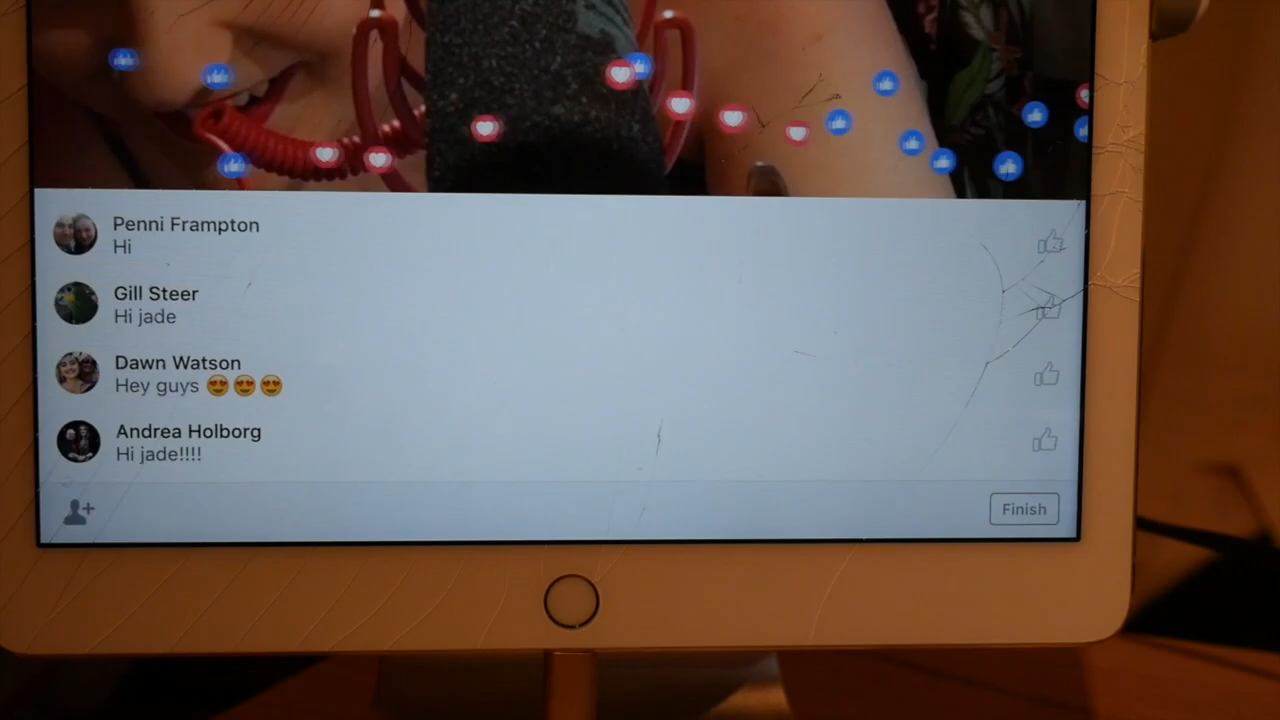 Penni Frampton
Hi
Gill Steer
Hi jade
Dawn Watson
Hey guys 😍😍😍
Andrea Holborg
Hi jade!!!!
Finish